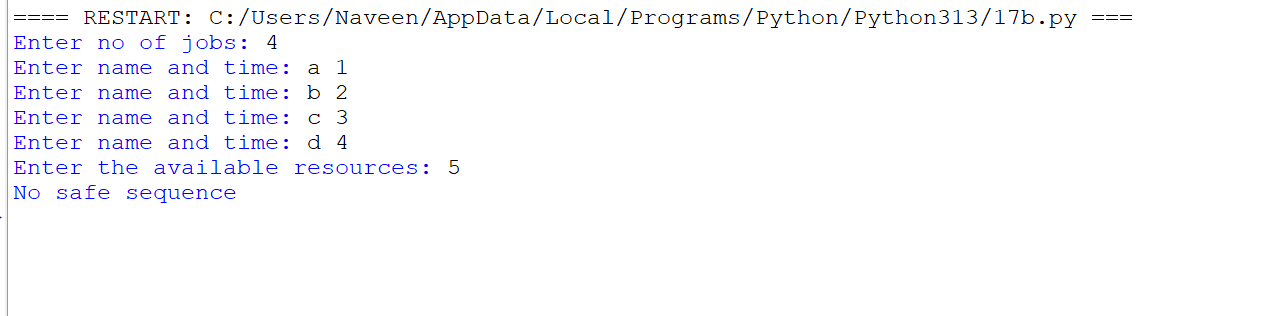 ==== RESTART: C:/Users/Naveen/AppData/Local/Programs/Python/Python313/17b.py ===
Enter no of jobs: 4
Enter name and time: a 1
Enter name and time: b 2
Enter name and time: c 3
Enter name and time: d 4
Enter the available resources: 5
No safe sequence